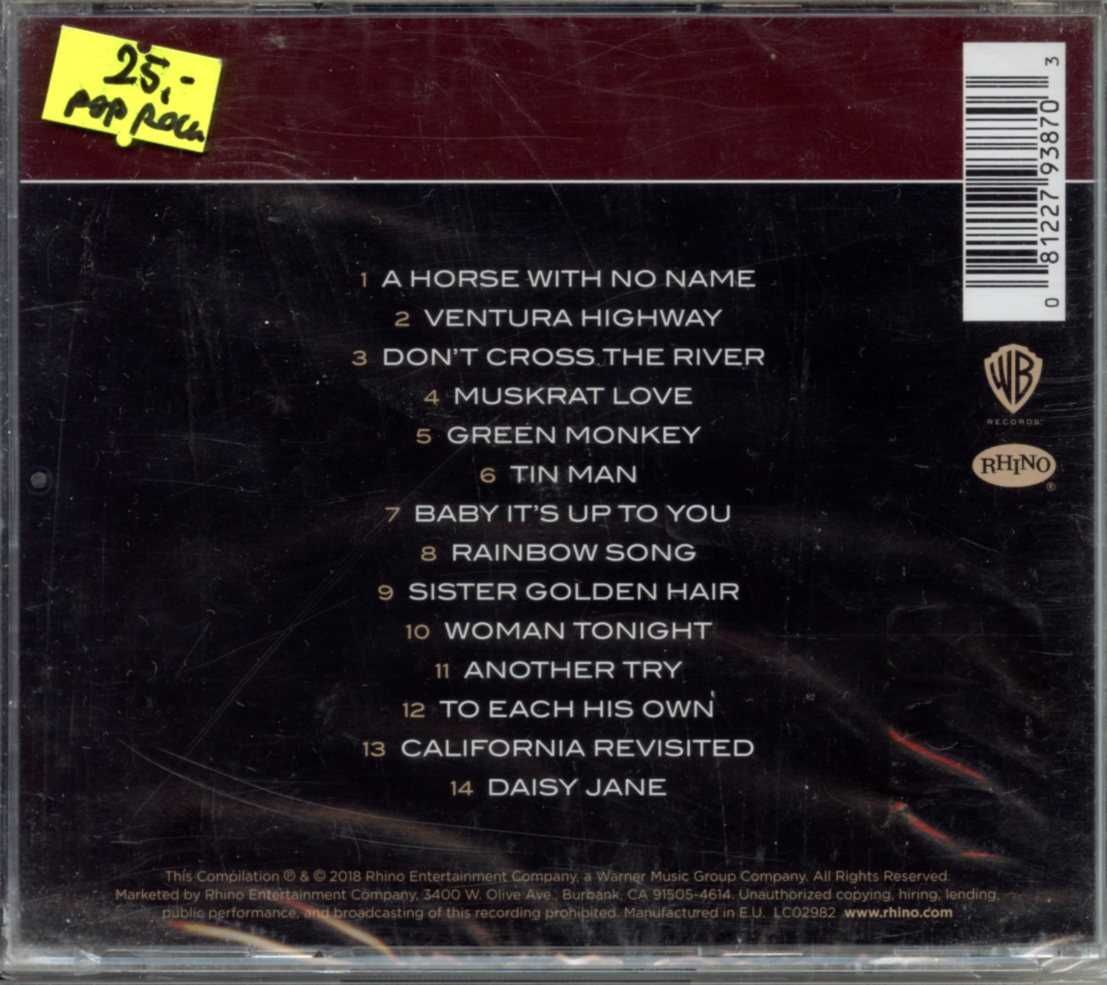 25,-
POP ROCK
0 81227 93870 3
WB
RECORDS
RHINO
®
1 A HORSE WITH NO NAME
2 VENTURA HIGHWAY
3 DON'T CROSS THE RIVER
4 MUSKRAT LOVE
5 GREEN MONKEY
6 TIN MAN
7 BABY IT'S UP TO YOU
8 RAINBOW SONG
9 SISTER GOLDEN HAIR
10 WOMAN TONIGHT
11 ANOTHER TRY
12 TO EACH HIS OWN
13 CALIFORNIA REVISITED
14 DAISY JANE
This Compilation ℗ & © 2018 Rhino Entertainment Company, a Warner Music Group Company. All Rights Reserved.
Marketed by Rhino Entertainment Company, 3400 W. Olive Ave., Burbank, CA 91505-4614. Unauthorized copying, hiring, lending,
public performance, and broadcasting of this recording prohibited. Manufactured in E.U. LC02982 www.rhino.com